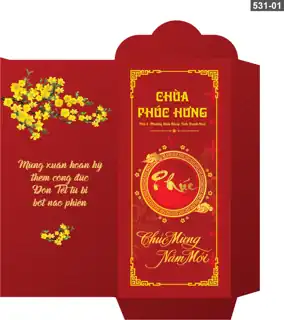 531-01
CHÙA
PHÚC HƯNG
Phúc
Chúc Mừng
Năm Mới
Mừng xuân hoan kỷ
thêm công đức
Đón Tết từ bi
bớt não phiền